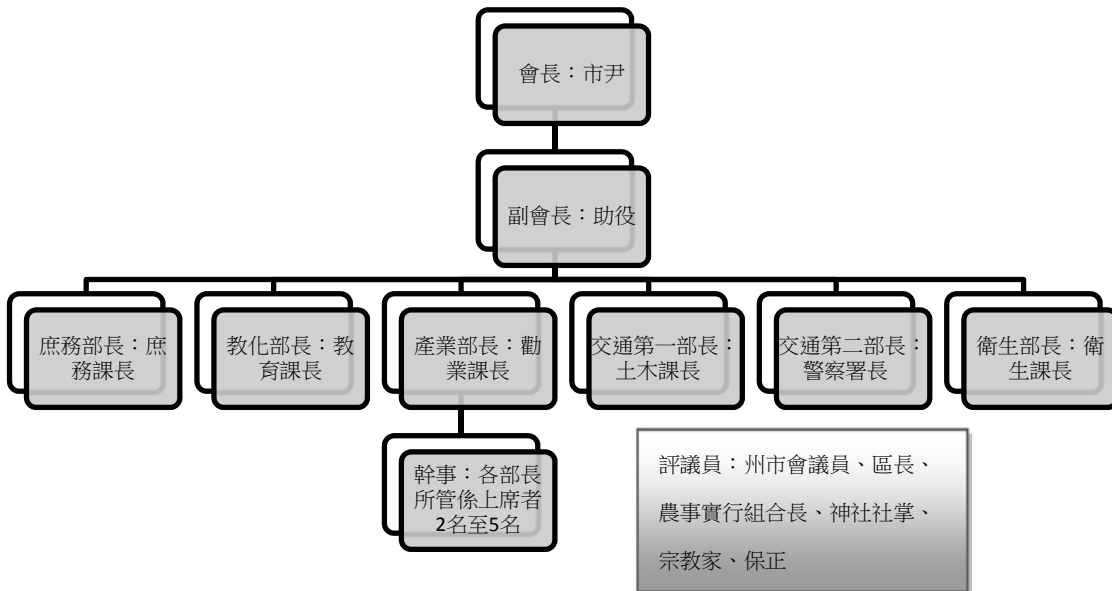 會長：市尹
副會長：助役
庶務部長：庶
務課長
教化部長：教
育課長
產業部長：勸
業課長
交通第一部長：
土木課長
交通第二部長：
警察署長
衛生部長：衛
生課長
幹事：各部長
所管係上席者
2名至5名
評議員：州市會議員、區長、
農事實行組合長、神社社掌、
宗教家、保正